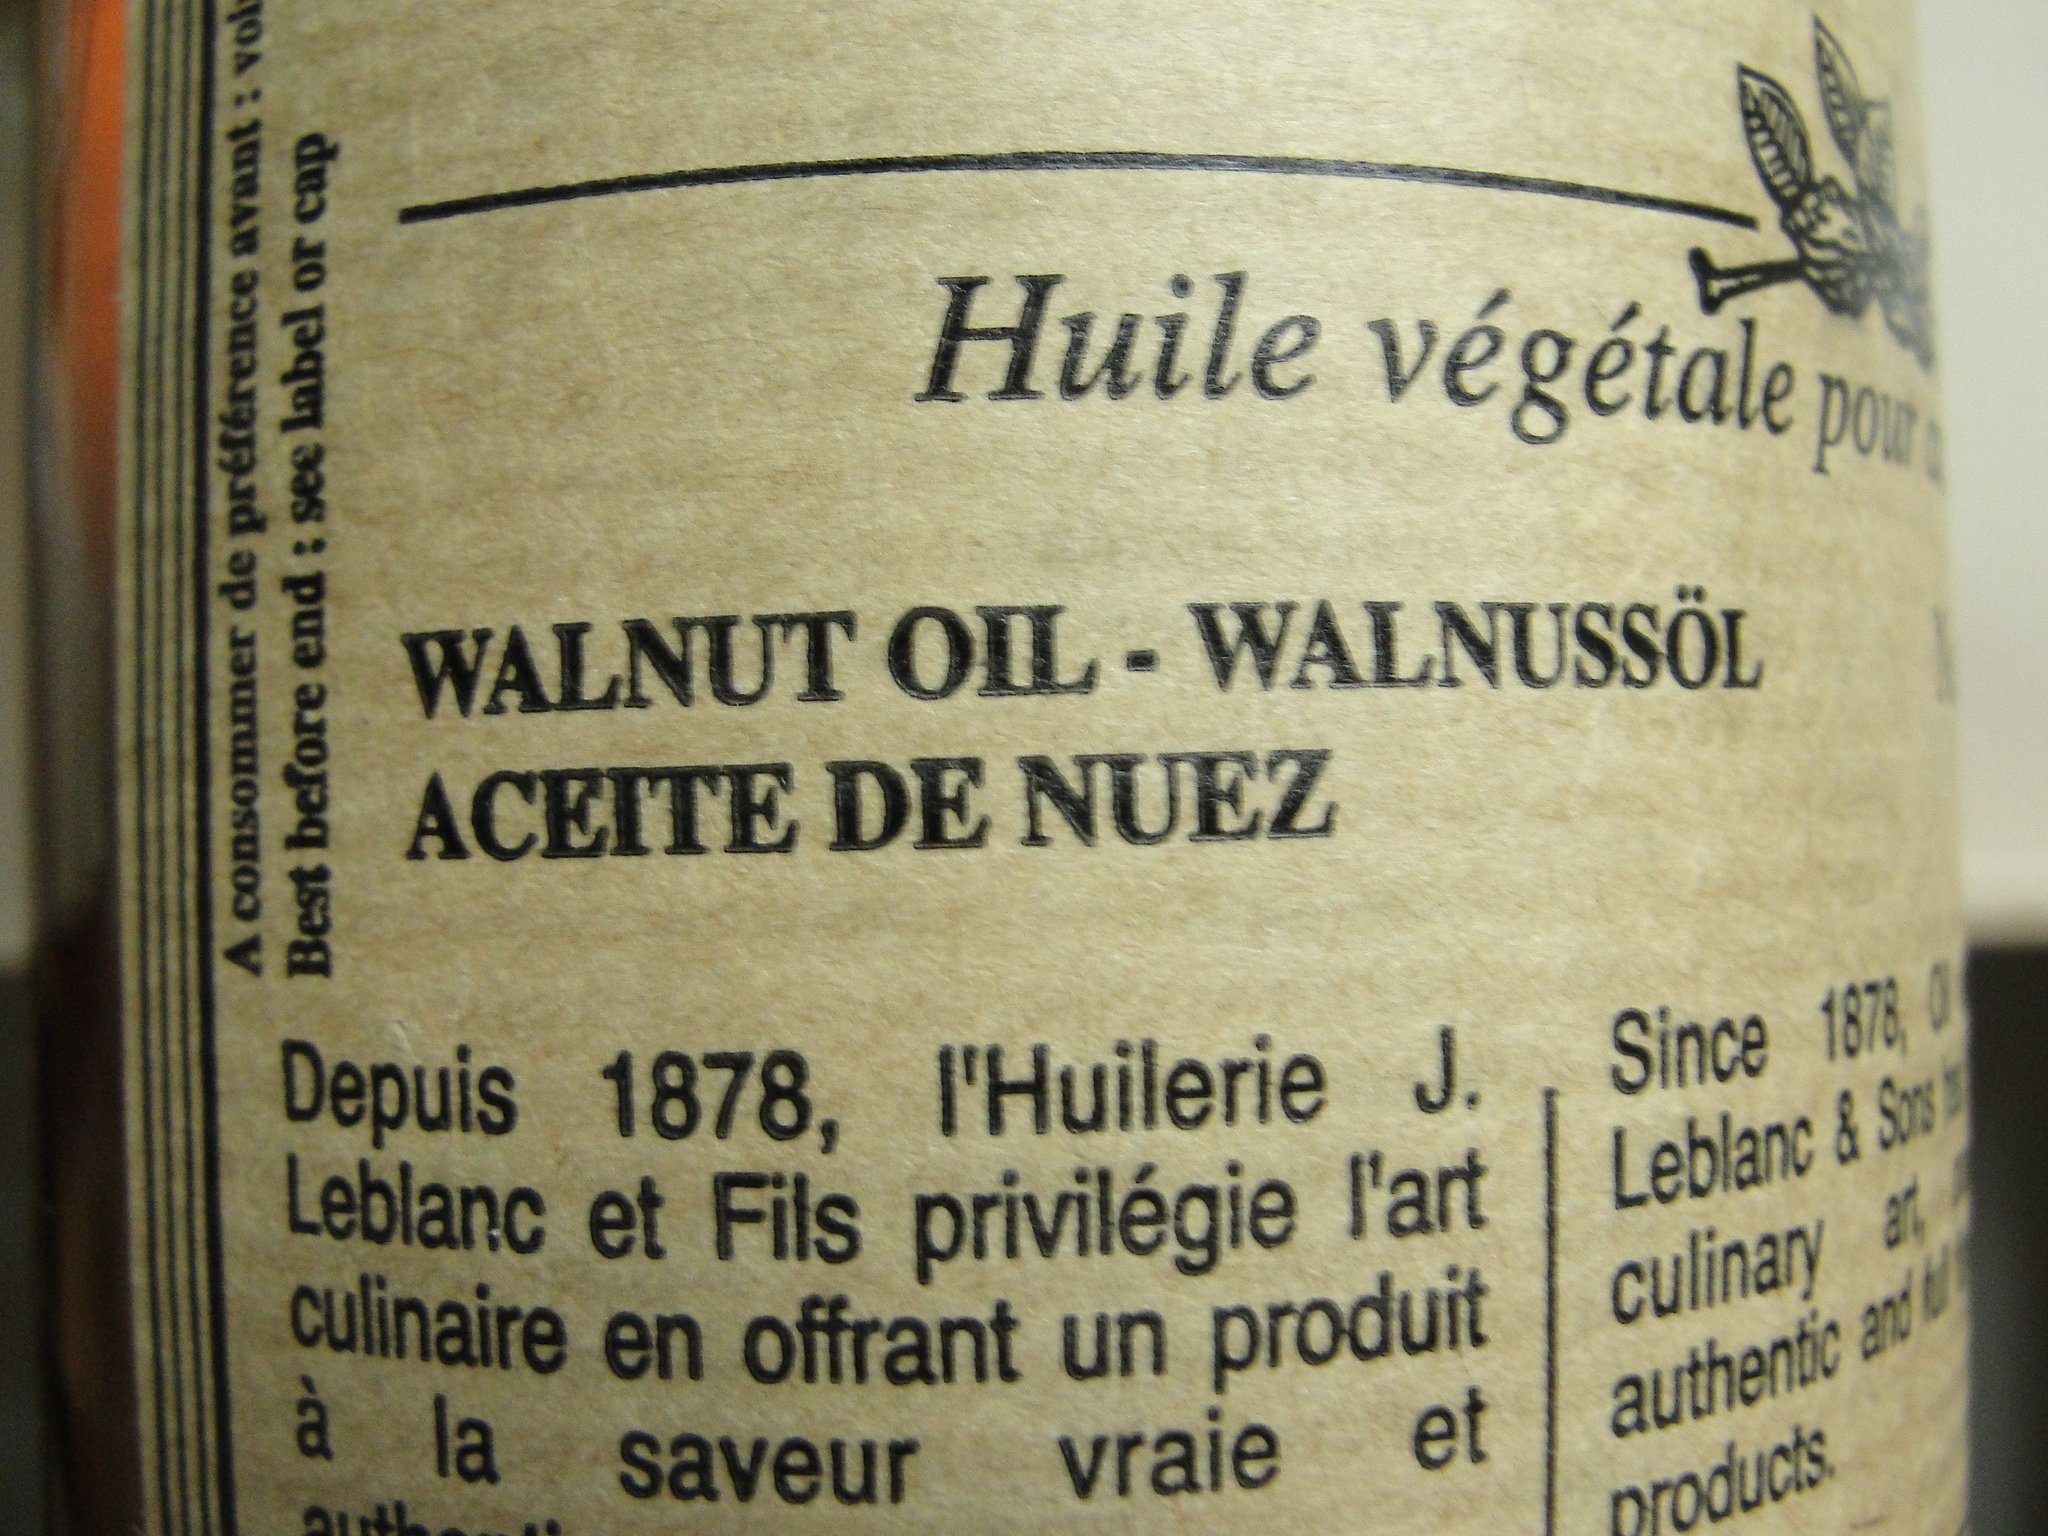 A consommer de préférence avant :
Best before end : see label or cap
Huile végétale pour
WALNUT OIL - WALNUSSÖL
ACEITE DE NUEZ
Depuis 1878, l'Huilerie J.
Leblanc et Fils privilégie l'art
culinaire en offrant un produit
à la saveur vraie et
Since 1878,
Leblanc & Sons
culinary art,
authentic and full
products.